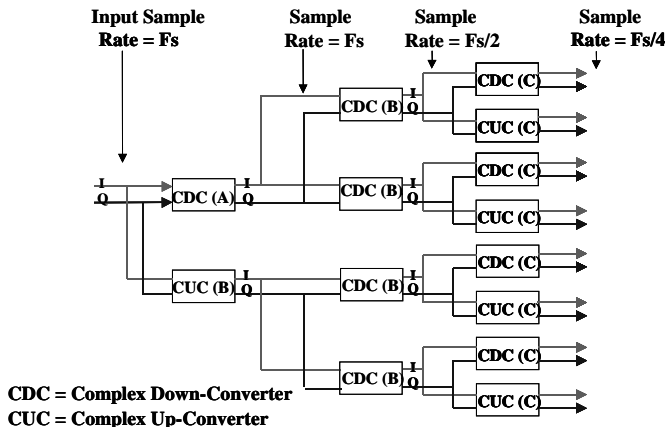 Input Sample
Rate = Fs
Sample
Rate = Fs
Sample
Rate = Fs/2
Sample
Rate = Fs/4
CDC (C)
I
Q
CDC (B)
CUC (C)
I
Q
CDC (A)
I
Q
CDC (B)
I
Q
CDC (C)
CUC (C)
CUC (B)
I
Q
CDC (B)
I
Q
CDC (C)
CUC (C)
CDC (B)
I
Q
CDC (C)
CUC (C)
CDC = Complex Down-Converter
CUC = Complex Up-Converter